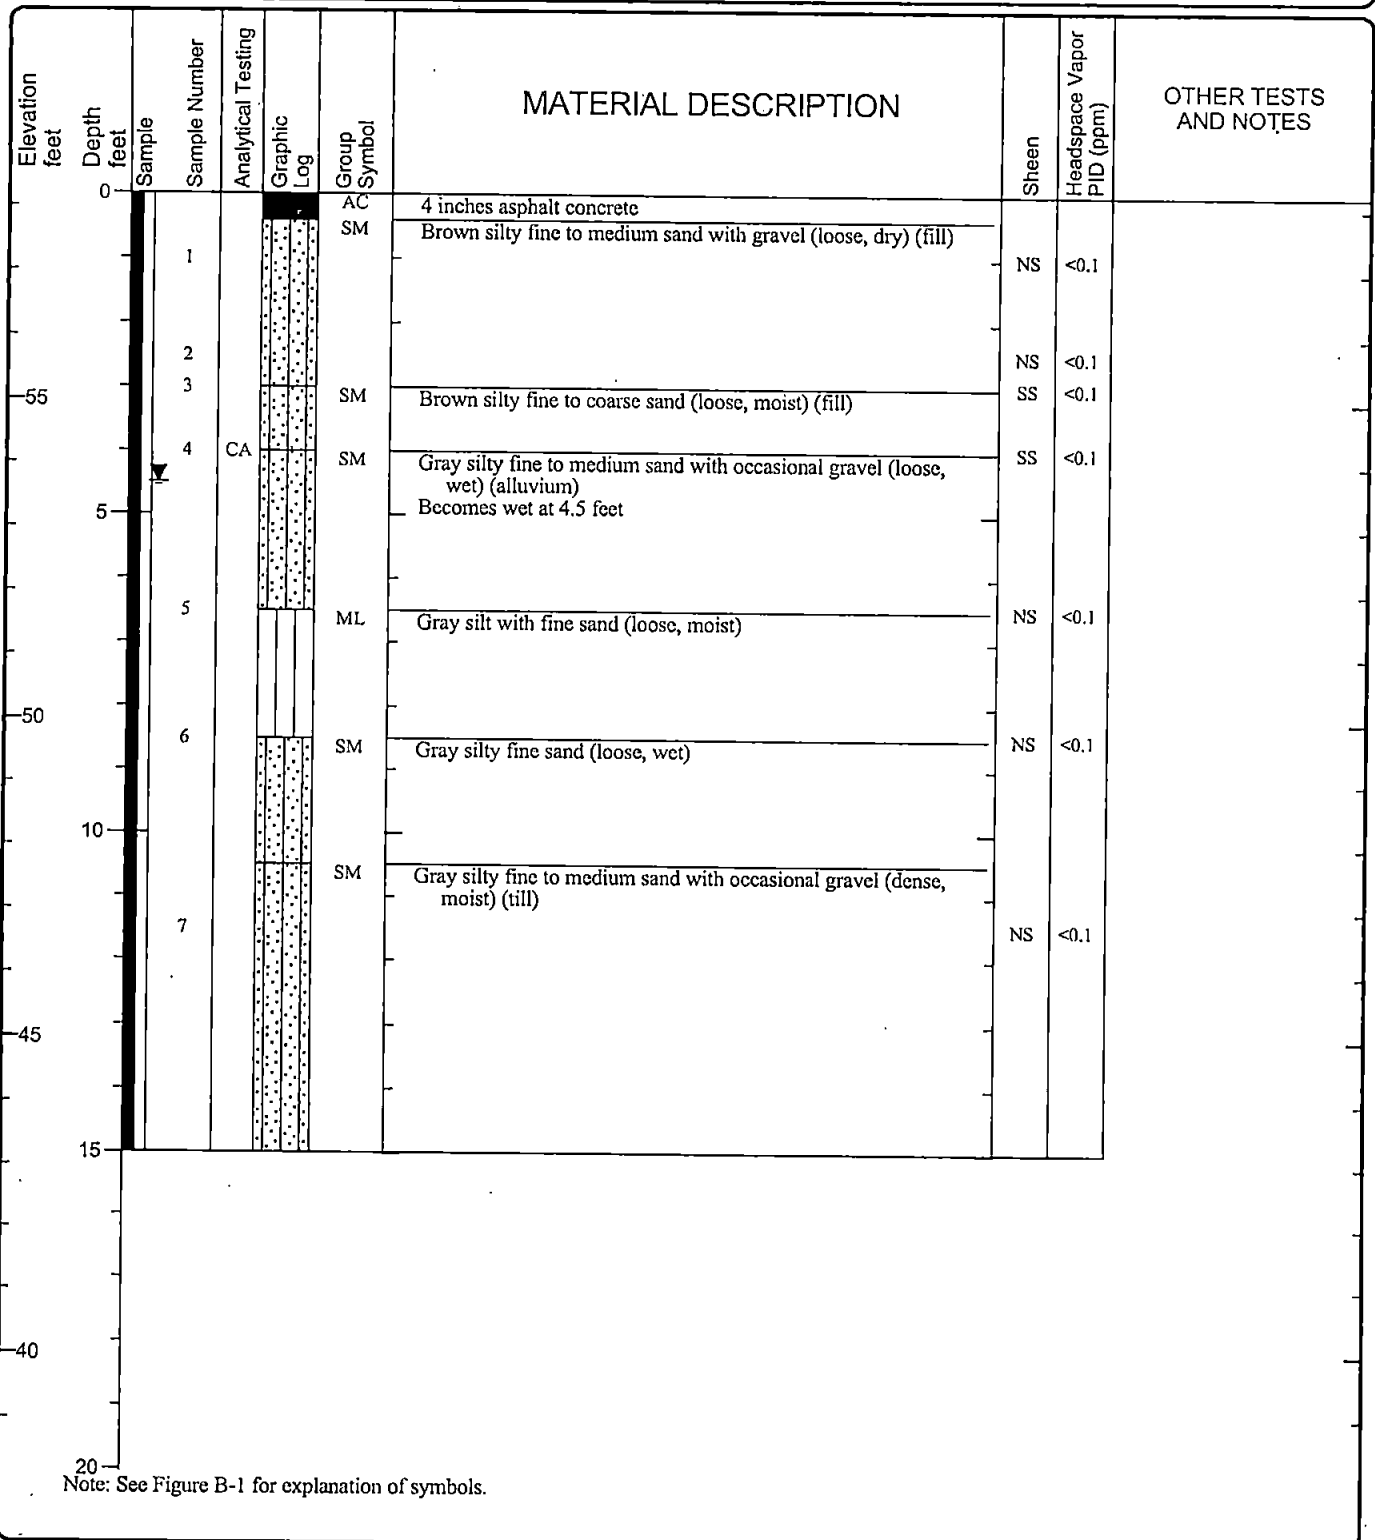 Elevation
feet
Depth
feet
Sample
Sample Number
Analytical Testing
Graphic
Log
Group
Symbol
MATERIAL DESCRIPTION
Sheen
Headspace Vapor
PID (ppm)
OTHER TESTS
AND NOTES
0
AC 4 inches asphalt concrete
SM Brown silty fine to medium sand with gravel (loose, dry) (fill)
1 NS <0.1
2 NS <0.1
3 SS <0.1
55 SM Brown silty fine to coarse sand (loose, moist) (fill)
4 CA SS <0.1
SM Gray silty fine to medium sand with occasional gravel (loose,
wet) (alluvium)
5 Becomes wet at 4.5 feet
5 NS <0.1
ML Gray silt with fine sand (loose, moist)
50
6 NS <0.1
SM Gray silty fine sand (loose, wet)
10
SM Gray silty fine to medium sand with occasional gravel (dense,
moist) (till)
7 NS <0.1
45
15
40
20
Note: See Figure B-1 for explanation of symbols.